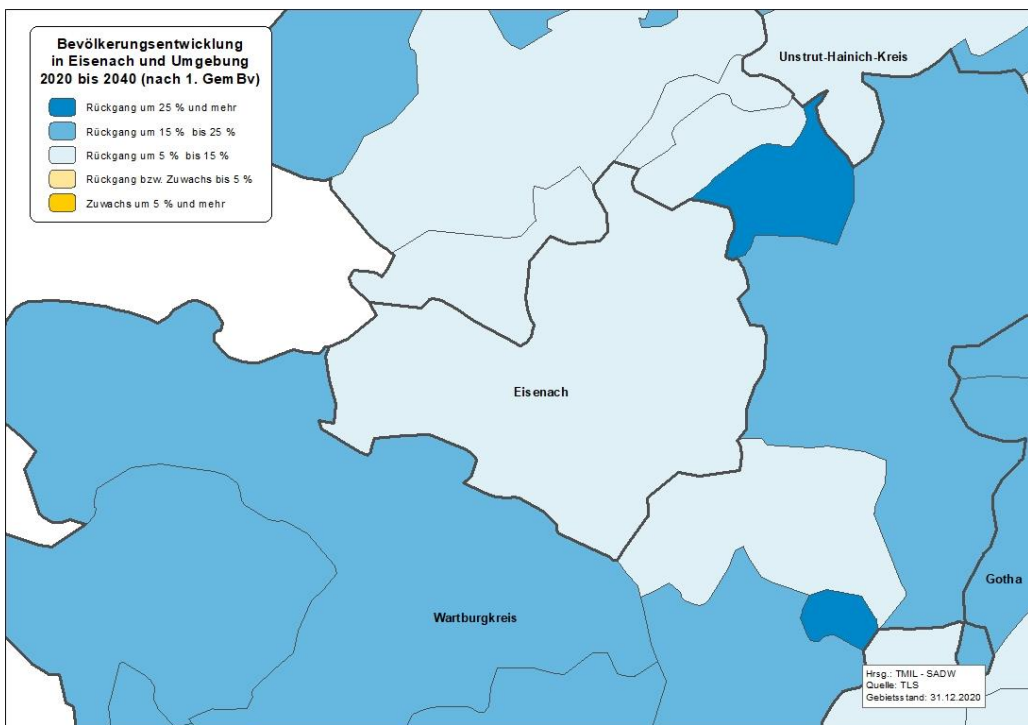 Bevölkerungsentwicklung
in Eisenach und Umgebung
2020 bis 2040 (nach 1. GemBv)
Rückgang um 25 % und mehr
Rückgang um 15 % bis 25 %
Rückgang um 5 % bis 15 %
Rückgang bzw. Zuwachs bis 5 %
Zuwachs um 5 % und mehr
Unstrut-Hainich-Kreis
Eisenach
Gotha
Wartburgkreis
Hrsg.: TMIL - SADW
Quelle: TLS
Gebietsstand: 31.12.2020